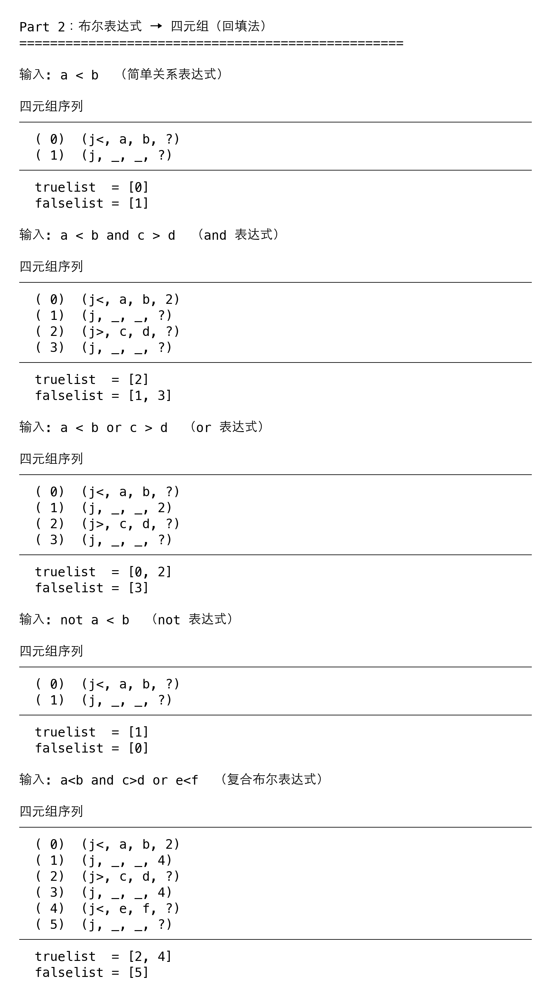 Part 2：布尔表达式 → 四元组（回填法）
==================================================
输入: a < b  （简单关系表达式）
四元组序列
( 0)  (j<, a, b, ?)
( 1)  (j, _, _, ?)
truelist  = [0]
falselist = [1]
输入: a < b and c > d  （and 表达式）
四元组序列
( 0)  (j<, a, b, 2)
( 1)  (j, _, _, ?)
( 2)  (j>, c, d, ?)
( 3)  (j, _, _, ?)
truelist  = [2]
falselist = [1, 3]
输入: a < b or c > d  （or 表达式）
四元组序列
( 0)  (j<, a, b, ?)
( 1)  (j, _, _, 2)
( 2)  (j>, c, d, ?)
( 3)  (j, _, _, ?)
truelist  = [0, 2]
falselist = [3]
输入: not a < b  （not 表达式）
四元组序列
( 0)  (j<, a, b, ?)
( 1)  (j, _, _, ?)
truelist  = [1]
falselist = [0]
输入: a<b and c>d or e<f  （复合布尔表达式）
四元组序列
( 0)  (j<, a, b, 2)
( 1)  (j, _, _, 4)
( 2)  (j>, c, d, ?)
( 3)  (j, _, _, 4)
( 4)  (j<, e, f, ?)
( 5)  (j, _, _, ?)
truelist  = [2, 4]
falselist = [5]